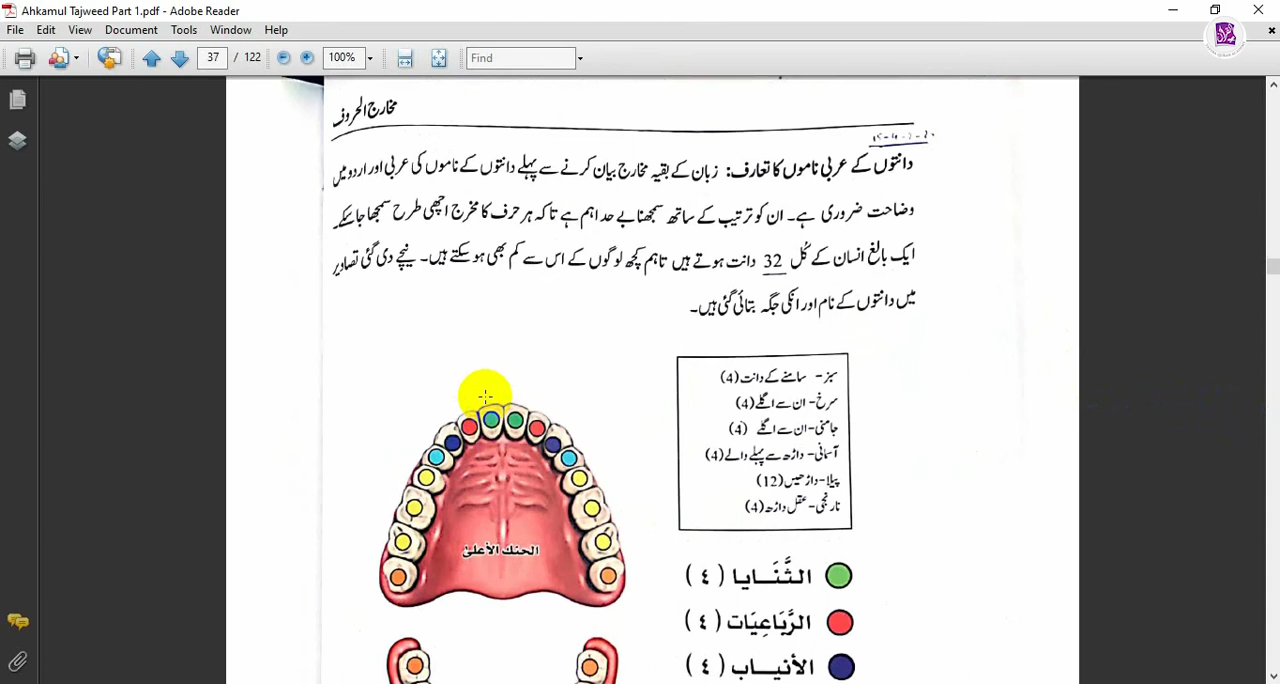 Ahkamul Tajweed Part 1.pdf - Adobe Reader
File Edit View Document Tools Window Help
37 / 122 100% Find
مخارج الحروف
دانتوں کے عربی ناموں کا تعارف: زبان کے بقیہ مخارج بیان کرنے سے پہلے دانتوں کے ناموں کی عربی اور اردو میں
وضاحت ضروری ہے۔ ان کو ترتیب کے ساتھ سمجھنا بے حد اہم ہے تاکہ ہر حرف کا مخرج اچھی طرح سمجھا جا سکے۔
ایک بالغ انسان کے کُل 32 دانت ہوتے ہیں تاہم کچھ لوگوں کے اس سے کم بھی ہو سکتے ہیں۔ نیچے دی گئی تصاویر
میں دانتوں کے نام اور انکی جگہ بتائی گئی ہیں۔
سبز - سامنے کے دانت (4)
سرخ - ان سے اگلے (4)
جامنی - ان سے اگلے (4)
آسمانی - داڑھ سے پہلے والے (4)
پیلا - داڑھیں (12)
نارنجی - عقل داڑھ (4)
الحنك الأعلى
الثَّنَايا ( ٤ )
الرَّبَاعِيَات ( ٤ )
الأنياب ( ٤ )